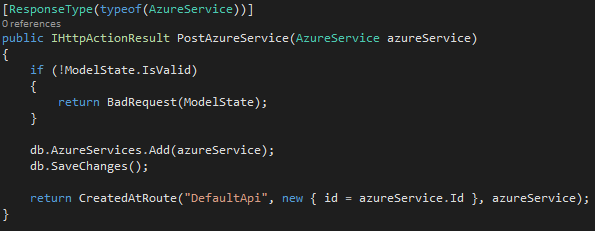 [ResponseType(typeof(AzureService))]
0 references
public IHttpActionResult PostAzureService(AzureService azureService)
{
    if (!ModelState.IsValid)
    {
        return BadRequest(ModelState);
    }

    db.AzureServices.Add(azureService);
    db.SaveChanges();

    return CreatedAtRoute("DefaultApi", new { id = azureService.Id }, azureService);
}